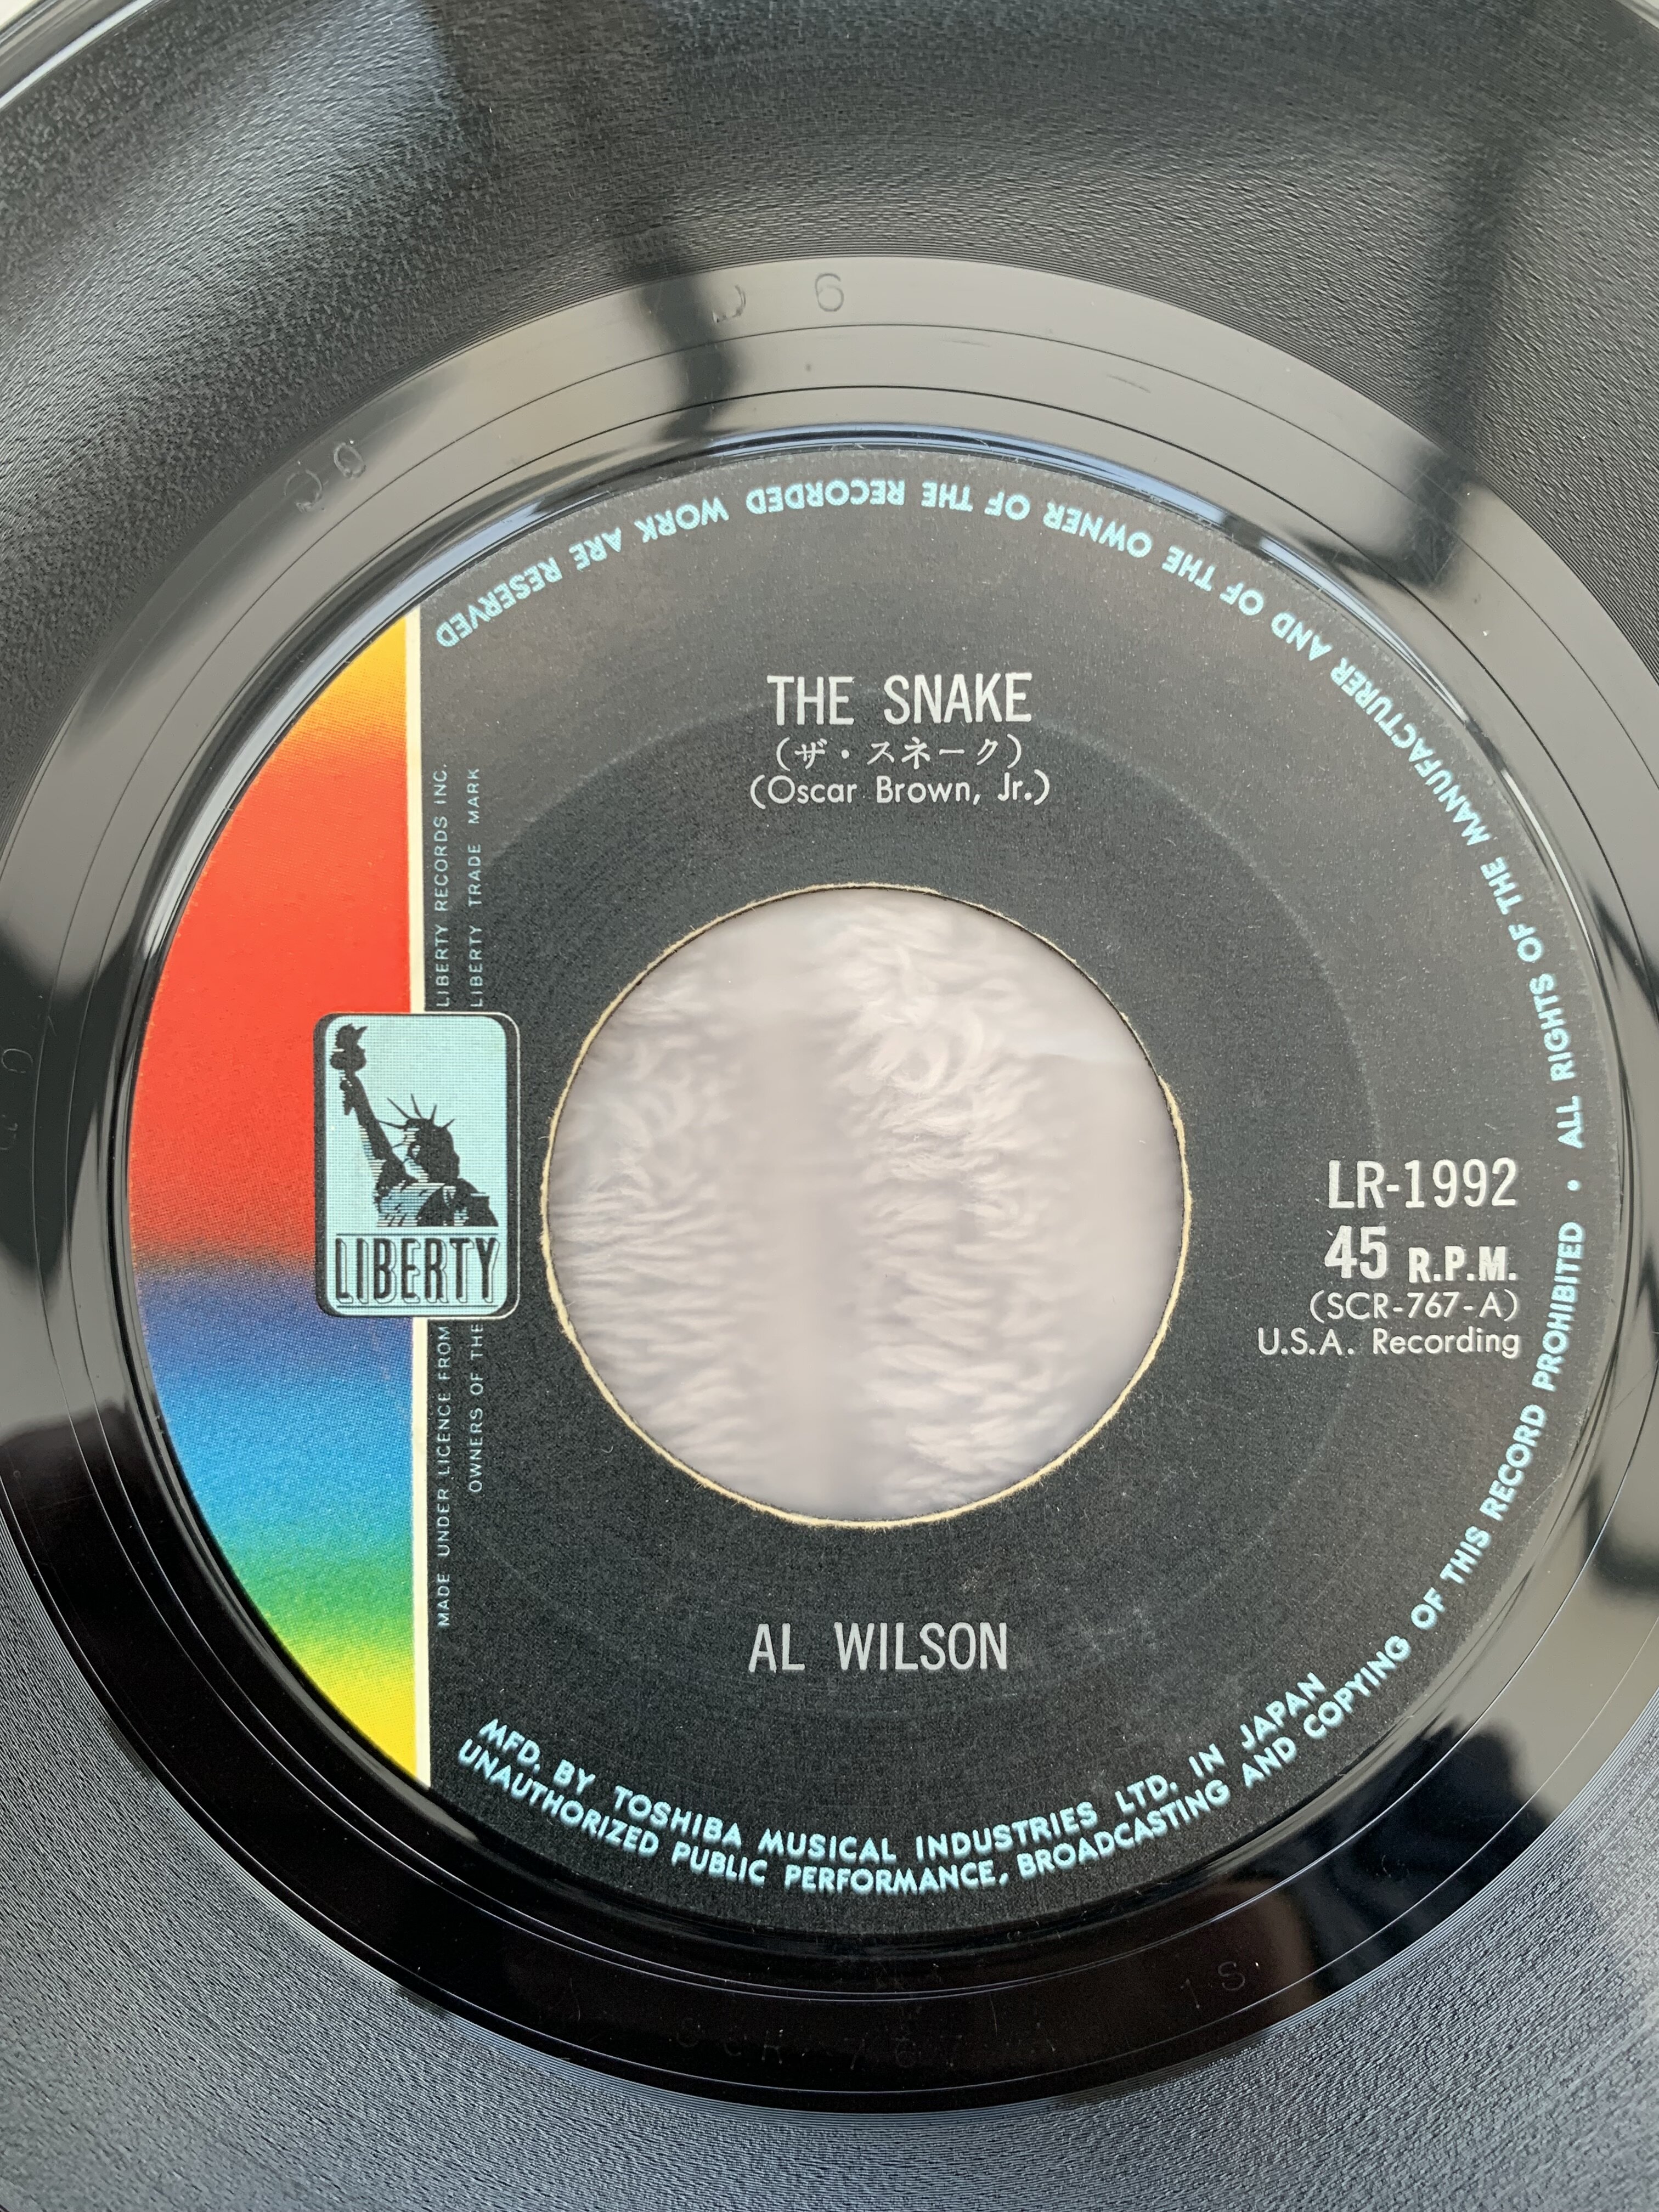 THE SNAKE
(ザ・スネーク)
(Oscar Brown, Jr.)
LIBERTY
MADE UNDER LICENCE FROM LIBERTY RECORDS INC.
OWNERS OF THE LIBERTY TRADE MARK
LR-1992
45 R.P.M.
(SCR-767-A)
U.S.A. Recording
AL WILSON
MFD. BY TOSHIBA MUSICAL INDUSTRIES LTD. IN JAPAN
UNAUTHORIZED PUBLIC PERFORMANCE, BROADCASTING AND COPYING OF THIS RECORD PROHIBITED • ALL RIGHTS OF THE MANUFACTURER AND OF THE OWNER OF THE RECORDED WORK ARE RESERVED
6
1S